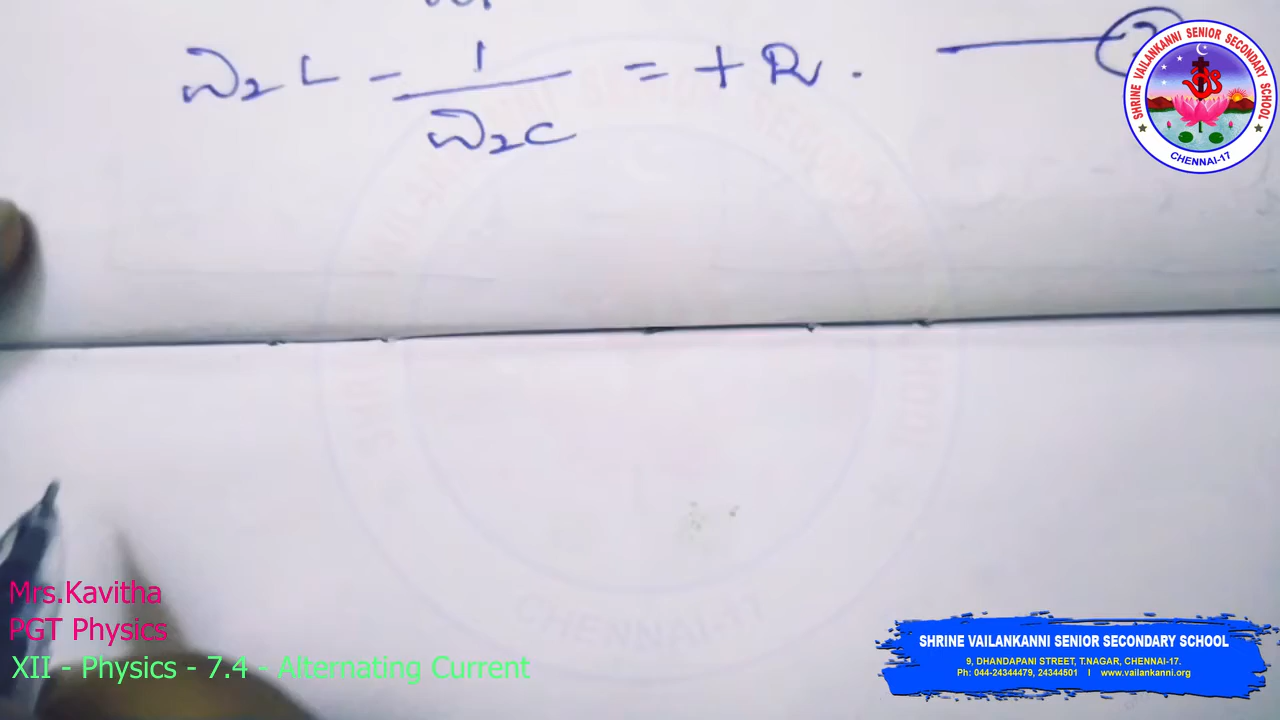 ω₂L - 1/ω₂C = + R.
SHRINE VAILANKANNI SENIOR SECONDARY SCHOOL
CHENNAI-17
Mrs.Kavitha
PGT Physics
XII - Physics - 7.4 - Alternating Current
SHRINE VAILANKANNI SENIOR SECONDARY SCHOOL
9, DHANDAPANI STREET, T.NAGAR, CHENNAI-17.
Ph: 044-24344479, 24344501 I www.vailankanni.org